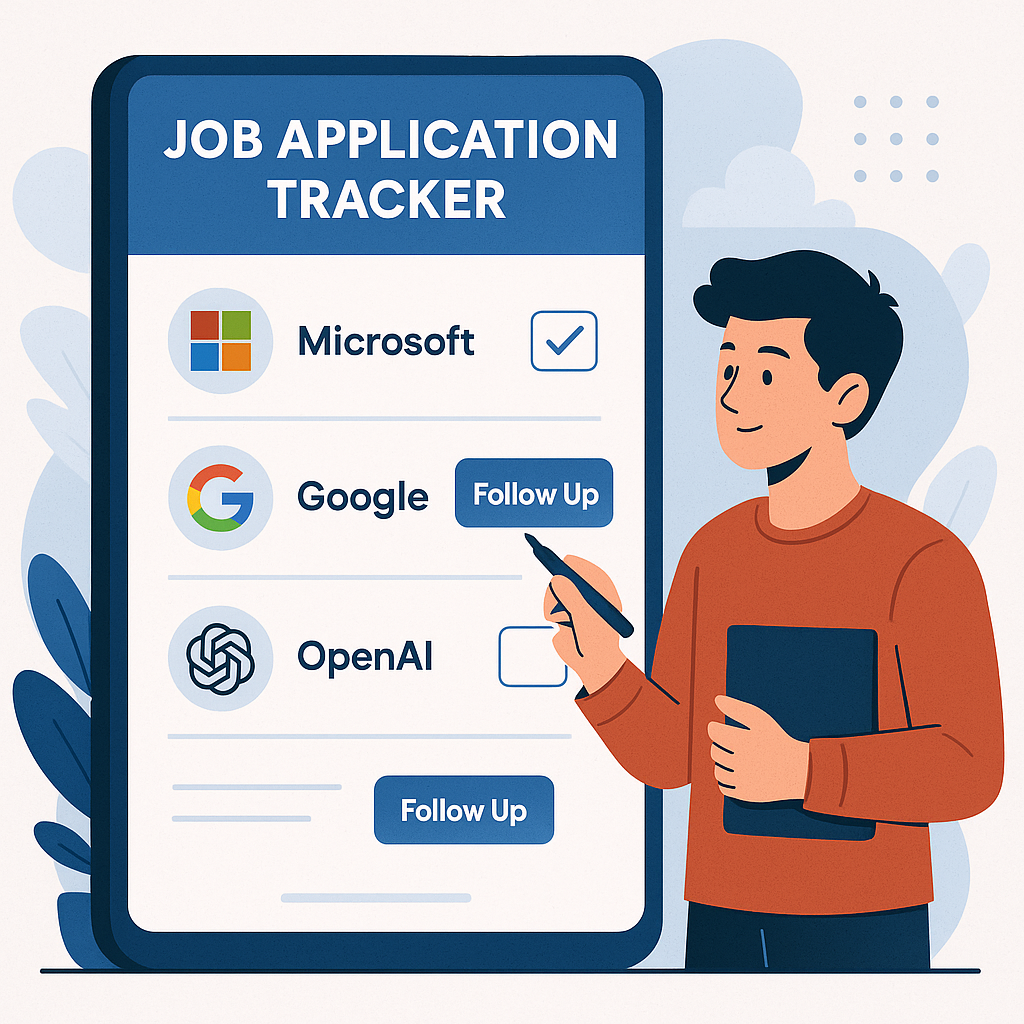 JOB APPLICATION
TRACKER
Microsoft
Google
Follow Up
OpenAI
Follow Up